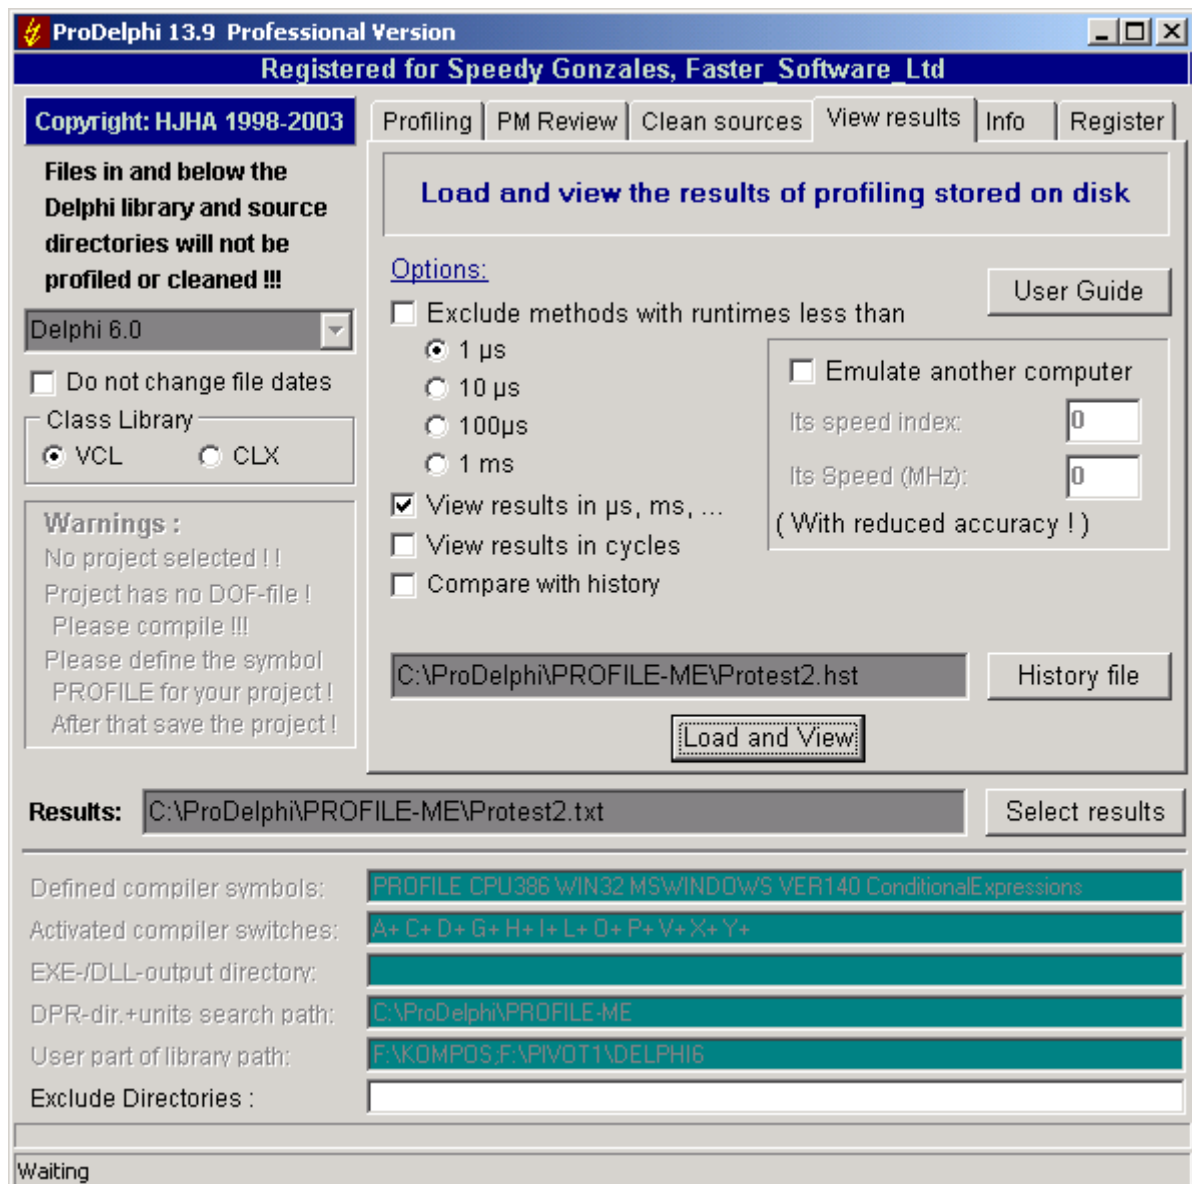 ProDelphi 13.9 Professional Version
Registered for Speedy Gonzales, Faster_Software_Ltd
Copyright: HJHA 1998-2003
Files in and below the
Delphi library and source
directories will not be
profiled or cleaned !!!
Delphi 6.0
Do not change file dates
Class Library
VCL CLX
Warnings :
No project selected ! !
Project has no DOF-file !
Please compile !!!
Please define the symbol
PROFILE for your project !
After that save the project !
Profiling PM Review Clean sources View results Info Register
Load and view the results of profiling stored on disk
Options:
User Guide
Exclude methods with runtimes less than
1 µs
10 µs
100µs
1 ms
Emulate another computer
Its speed index: 0
Its Speed (MHz): 0
( With reduced accuracy ! )
View results in µs, ms, ...
View results in cycles
Compare with history
C:\ProDelphi\PROFILE-ME\Protest2.hst History file
Load and View
Results: C:\ProDelphi\PROFILE-ME\Protest2.txt Select results
Defined compiler symbols: PROFILE CPU386 WIN32 MSWINDOWS VER140 ConditionalExpressions
Activated compiler switches: A+ C+ D+ G+ H+ I+ L+ O+ P+ V+ X+ Y+
EXE-/DLL-output directory:
DPR-dir.+units search path: C:\ProDelphi\PROFILE-ME
User part of library path: F:\KOMPOS;F:\PIVOT1\DELPHI6
Exclude Directories :
Waiting